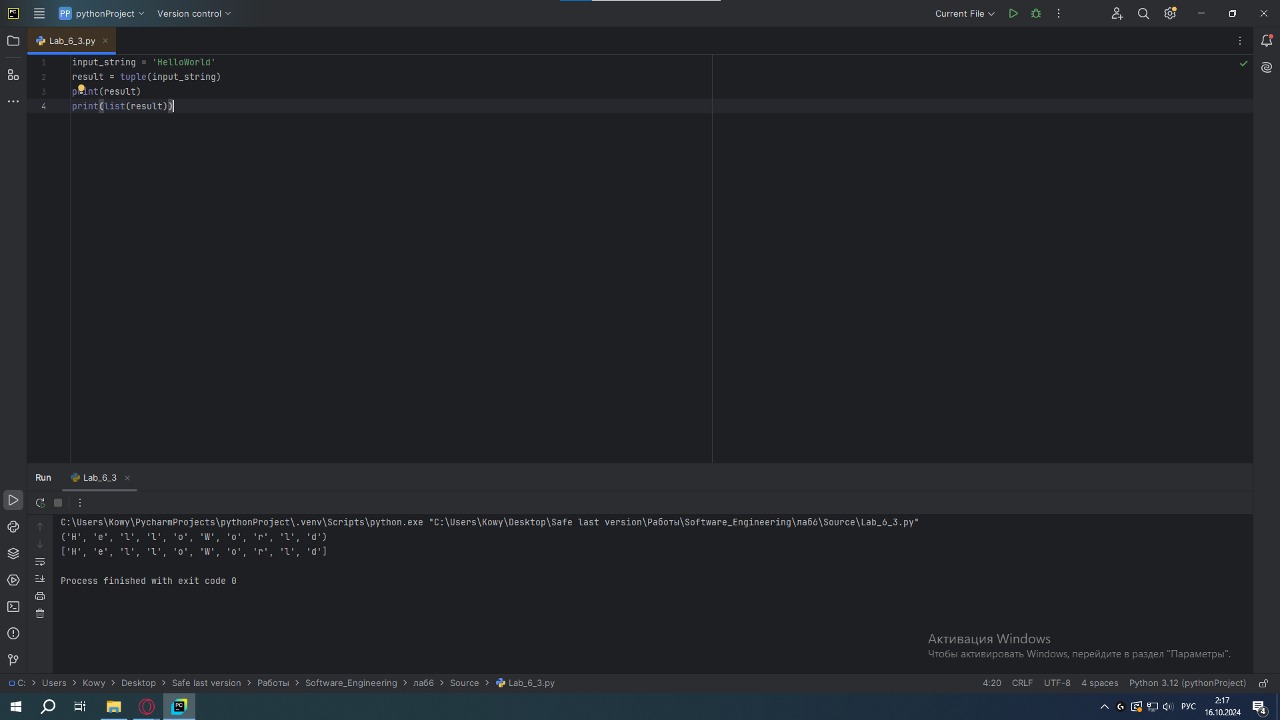 PP pythonProject Version control Current File
Lab_6_3.py
1 input_string = 'HelloWorld'
2 result = tuple(input_string)
3 print(result)
4 print(list(result))
Run Lab_6_3
C:\Users\Kowy\PycharmProjects\pythonProject\.venv\Scripts\python.exe "C:\Users\Kowy\Desktop\Safe last version\Работы\Software_Engineering\лаб6\Source\Lab_6_3.py"
('H', 'e', 'l', 'l', 'o', 'W', 'o', 'r', 'l', 'd')
['H', 'e', 'l', 'l', 'o', 'W', 'o', 'r', 'l', 'd']
Process finished with exit code 0
Активация Windows
Чтобы активировать Windows, перейдите в раздел "Параметры".
C: Users Kowy Desktop Safe last version Работы Software_Engineering лаб6 Source Lab_6_3.py 4:20 CRLF UTF-8 4 spaces Python 3.12 (pythonProject)
PC РУС 2:17
16.10.2024